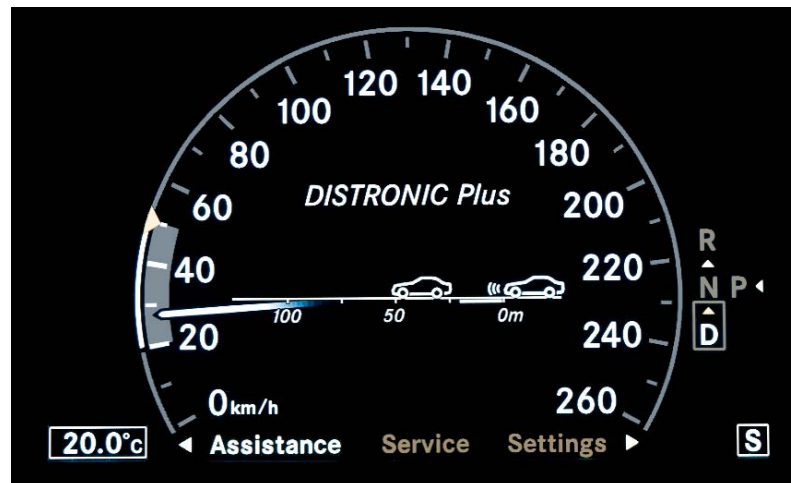 120 140
100 160
80 180
60 DISTRONIC Plus 200
R
40 220
N P
100 50 0m
20 240 D
0km/h 260
20.0°c Assistance Service Settings S